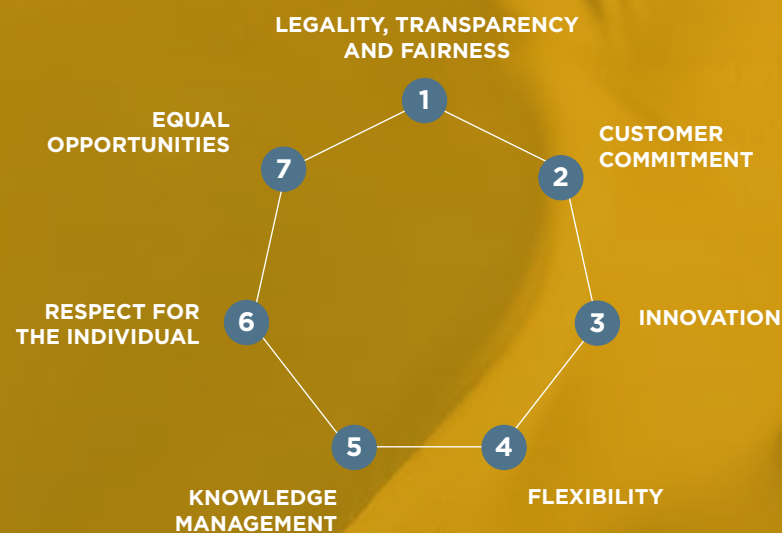 LEGALITY, TRANSPARENCY
AND FAIRNESS
1
EQUAL
OPPORTUNITIES
7
CUSTOMER
COMMITMENT
2
RESPECT FOR
THE INDIVIDUAL
6
3
INNOVATION
5
4
KNOWLEDGE
MANAGEMENT
FLEXIBILITY